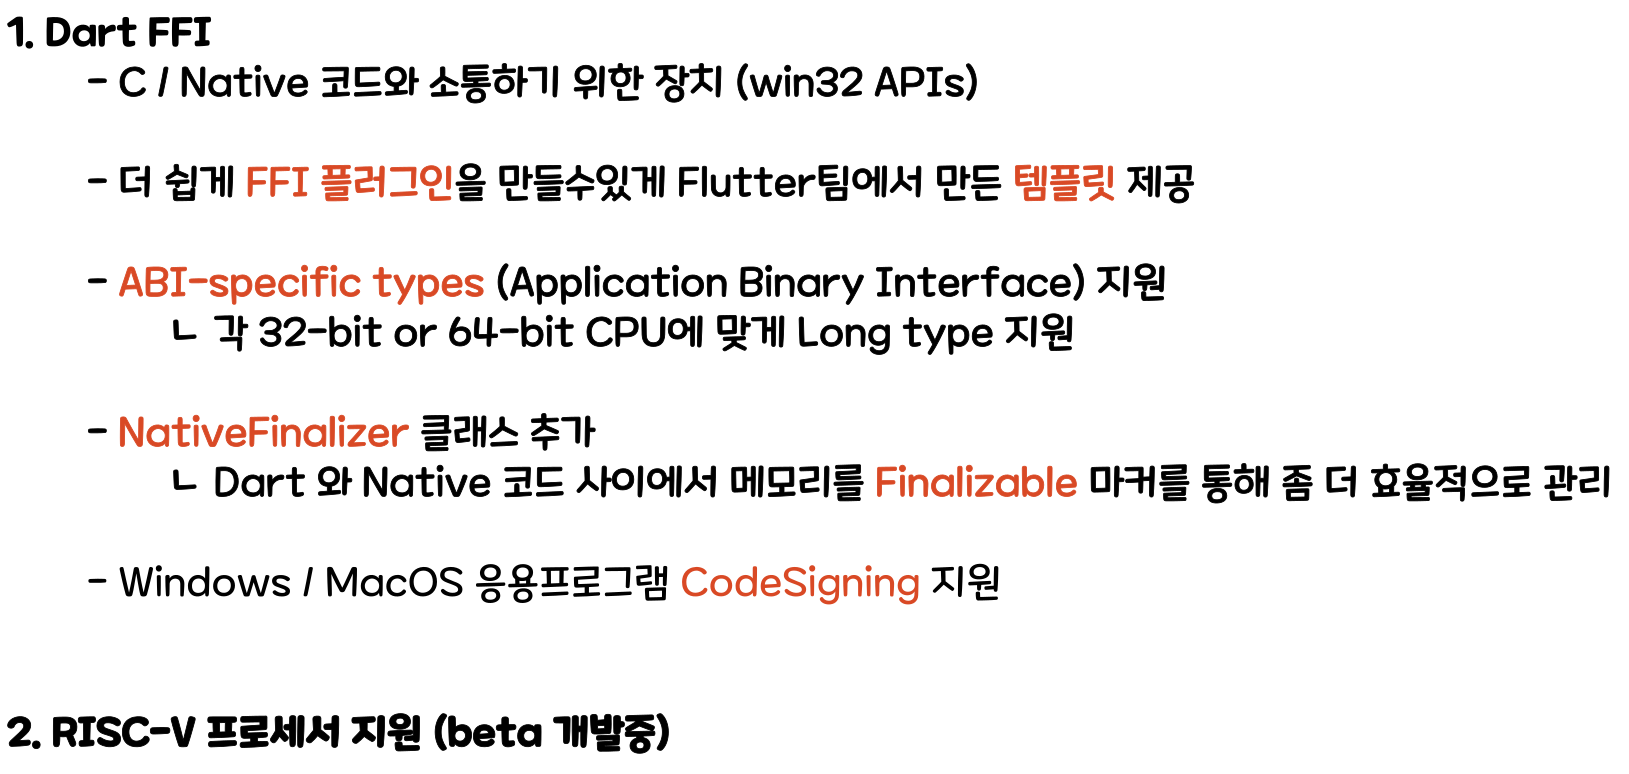 1. Dart FFI
- C / Native 코드와 소통하기 위한 장치 (win32 APIs)
- 더 쉽게 FFI 플러그인을 만들수있게 Flutter팀에서 만든 템플릿 제공
- ABI-specific types (Application Binary Interface) 지원
ㄴ 각 32-bit or 64-bit CPU에 맞게 Long type 지원
- NativeFinalizer 클래스 추가
ㄴ Dart 와 Native 코드 사이에서 메모리를 Finalizable 마커를 통해 좀 더 효율적으로 관리
- Windows / MacOS 응용프로그램 CodeSigning 지원
2. RISC-V 프로세서 지원 (beta 개발중)